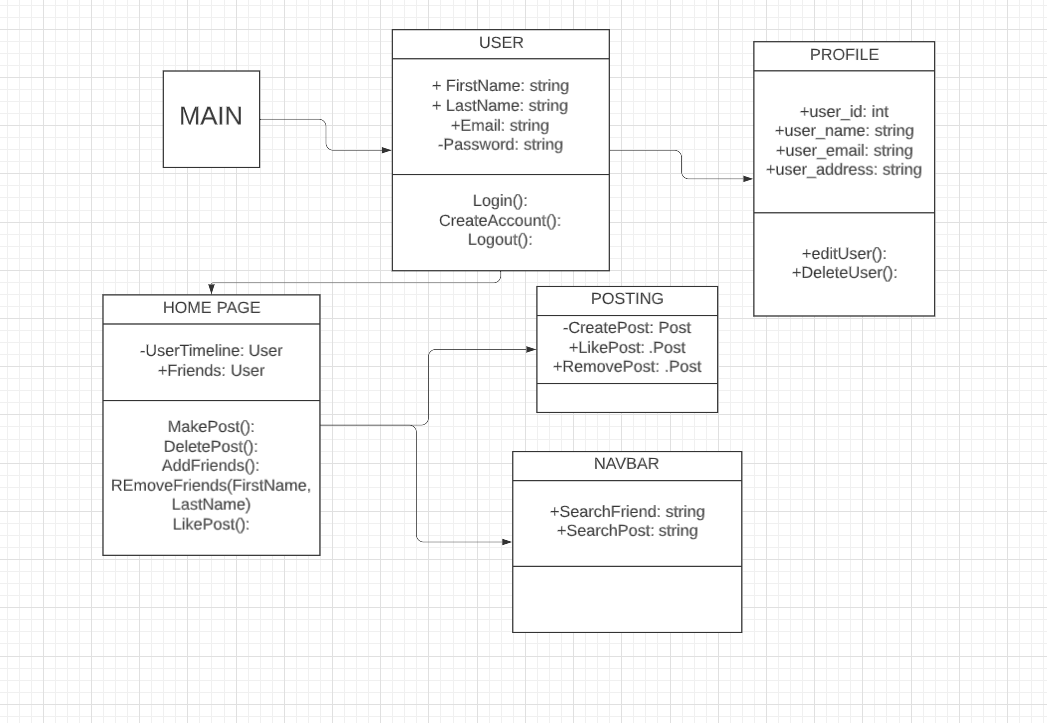 MAIN
USER
+ FirstName: string
+ LastName: string
+Email: string
-Password: string
Login():
CreateAccount():
Logout():
PROFILE
+user_id: int
+user_name: string
+user_email: string
+user_address: string
+editUser():
+DeleteUser():
HOME PAGE
-UserTimeline: User
+Friends: User
MakePost():
DeletePost():
AddFriends():
REmoveFriends(FirstName,
LastName)
LikePost():
POSTING
-CreatePost: Post
+LikePost: .Post
+RemovePost: .Post
NAVBAR
+SearchFriend: string
+SearchPost: string